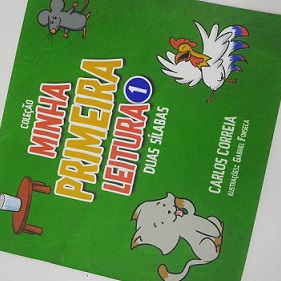 COLEÇÃO
MINHA
PRIMEIRA
LEITURA 1
DUAS SÍLABAS
CARLOS CORREIA
ILUSTRAÇÕES: GABRIEL FONSECA